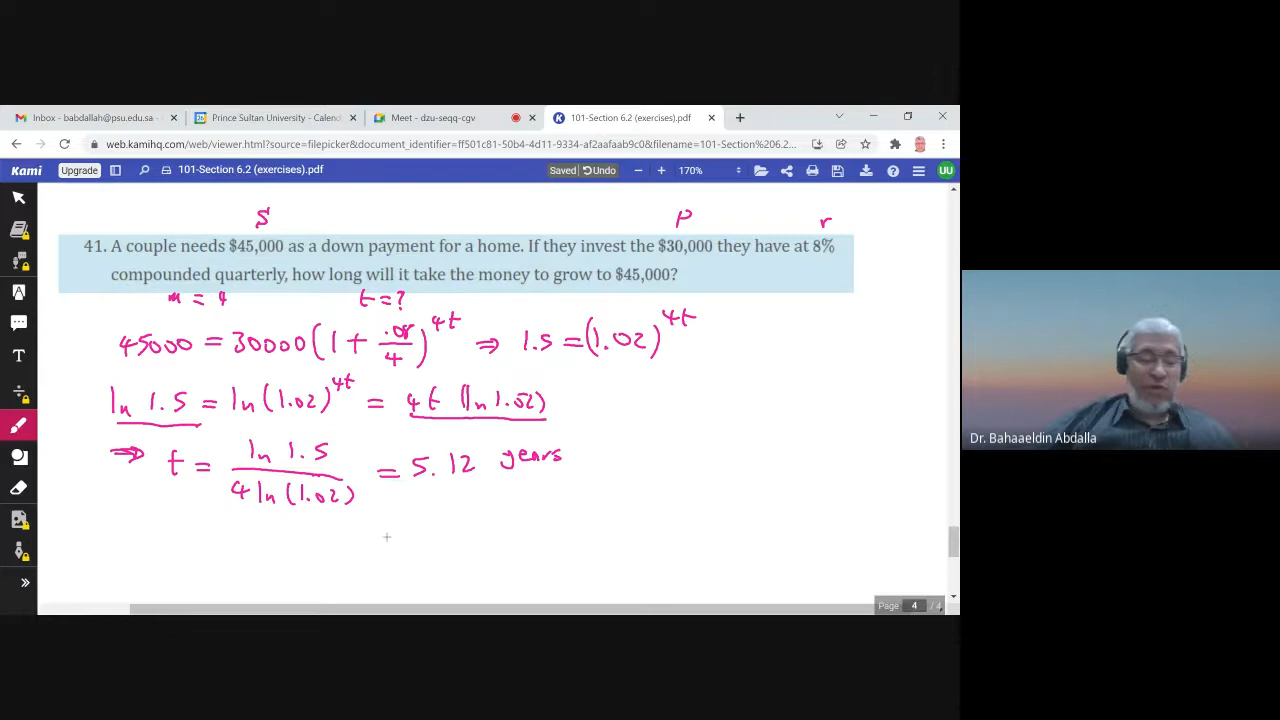 Inbox - babdallah@psu.edu.sa -
Prince Sultan University - Calend
Meet - dzu-seqq-cgv
101-Section 6.2 (exercises).pdf
web.kamihq.com/web/viewer.html?source=filepicker&document_identifier=ff501c81-50b4-4d11-9734-af2aafaab9c0&filename=101-Section%206.2...
Kami Upgrade 101-Section 6.2 (exercises).pdf Saved Undo 170% UU
S P r
41. A couple needs $45,000 as a down payment for a home. If they invest the $30,000 they have at 8%
compounded quarterly, how long will it take the money to grow to $45,000?
m = 4 t = ?
45000 = 30000 (1 + .08/4)^4t ⇒ 1.5 = (1.02)^4t
ln 1.5 = ln (1.02)^4t = 4t (ln 1.02)
⇒ t = ln 1.5 / 4 ln (1.02) = 5.12 years
Dr. Bahaaeldin Abdalla
Page 4 / 4